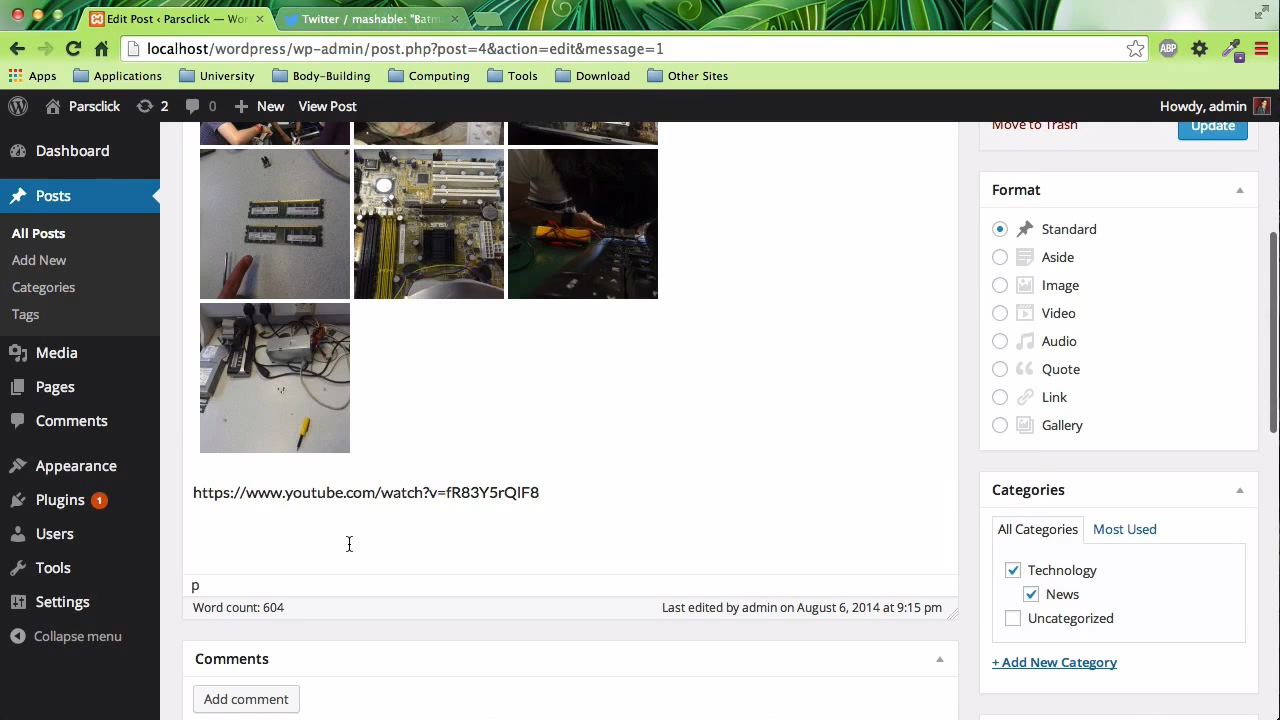 Edit Post ‹ Parsclick — Wor
Twitter / mashable: "Batm
localhost/wordpress/wp-admin/post.php?post=4&action=edit&message=1
ABP
Apps Applications University Body-Building Computing Tools Download Other Sites
Parsclick 2 0 New View Post Howdy, admin
Dashboard
Posts
All Posts
Add New
Categories
Tags
Media
Pages
Comments
Appearance
Plugins 1
Users
Tools
Settings
Collapse menu
https://www.youtube.com/watch?v=fR83Y5rQlF8
p
Word count: 604 Last edited by admin on August 6, 2014 at 9:15 pm
Comments
Add comment
Move to Trash Update
Format
Standard
Aside
Image
Video
Audio
Quote
Link
Gallery
Categories
All Categories Most Used
Technology
News
Uncategorized
+ Add New Category